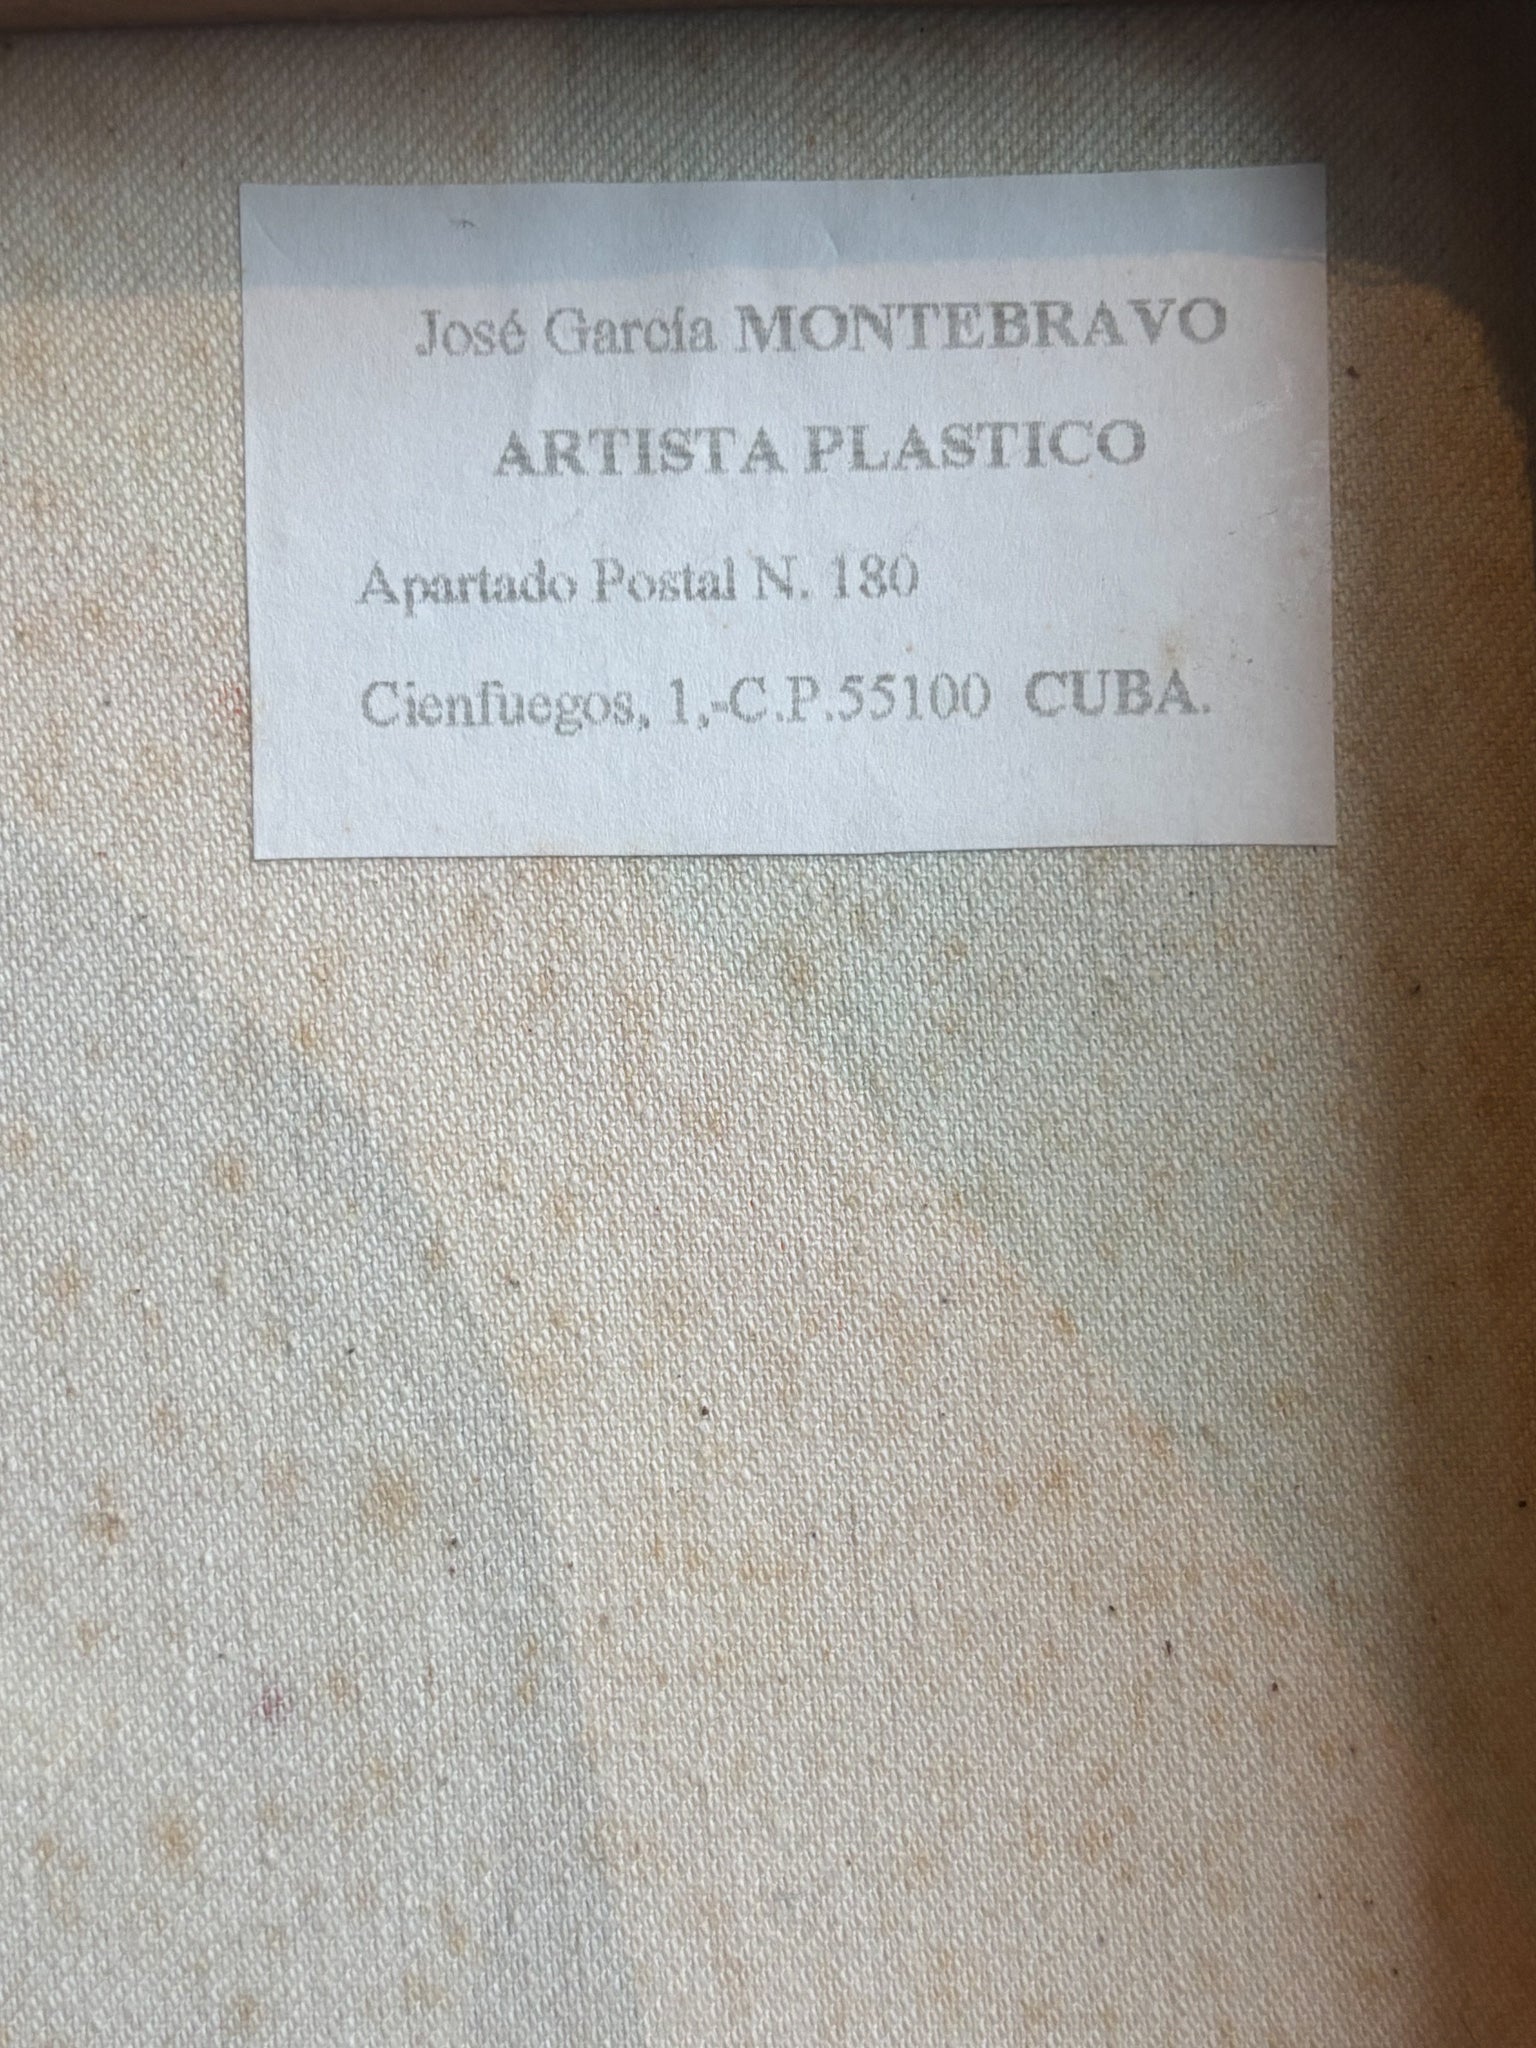 José García MONTEBRAVO
ARTISTA PLASTICO
Apartado Postal N. 180
Cienfuegos, 1,-C.P.55100 CUBA.